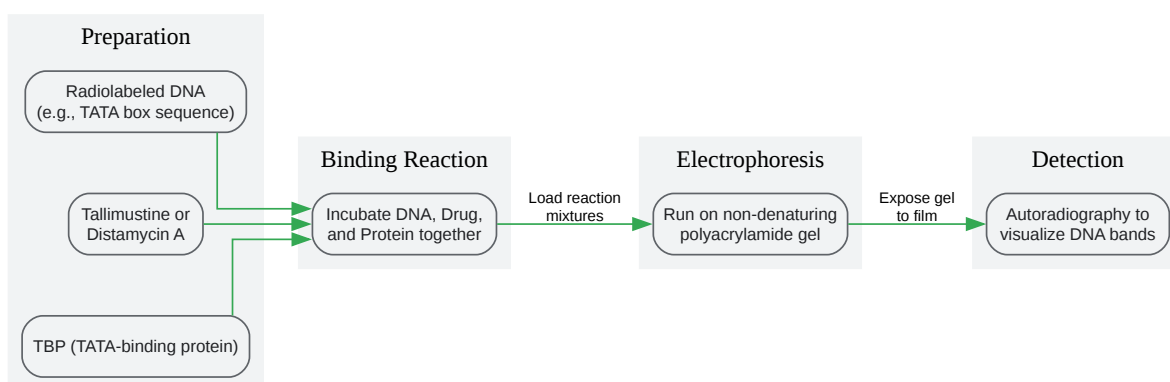 Preparation
Radiolabeled DNA
(e.g., TATA box sequence)
Tallimustine or
Distamycin A
TBP (TATA-binding protein)
Binding Reaction
Incubate DNA, Drug,
and Protein together
Load reaction
mixtures
Electrophoresis
Run on non-denaturing
polyacrylamide gel
Expose gel
to film
Detection
Autoradiography to
visualize DNA bands